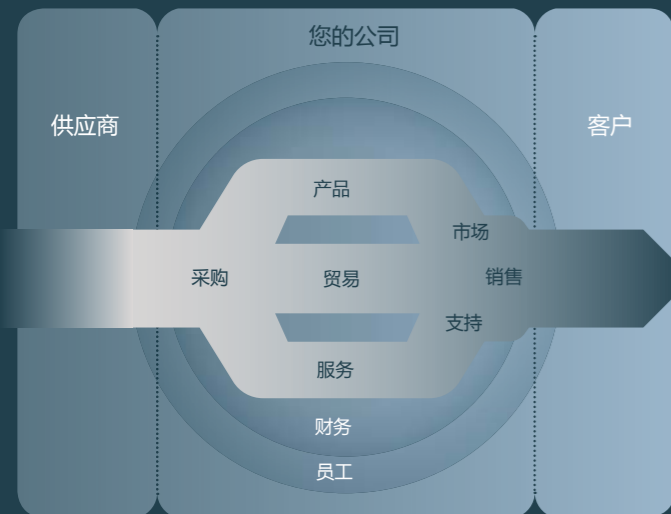 您的公司
供应商
客户
产品
市场
采购
贸易
销售
支持
服务
财务
员工